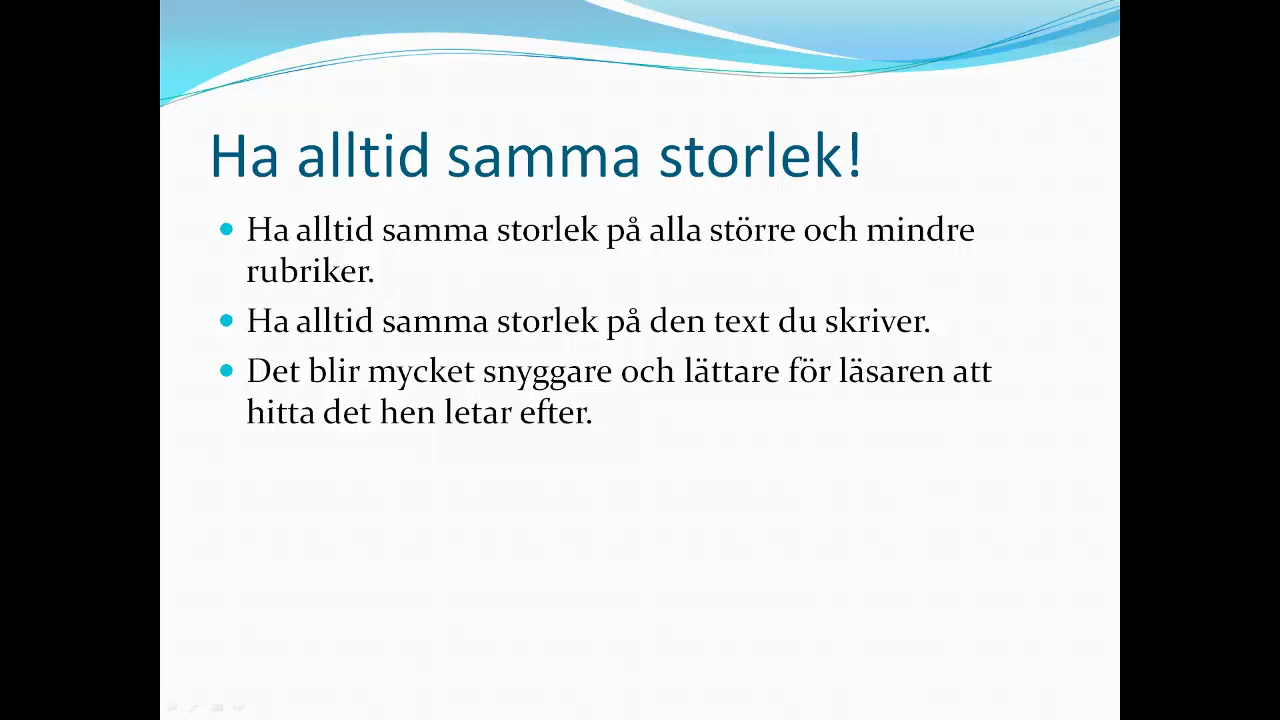 Ha alltid samma storlek!
Ha alltid samma storlek på alla större och mindre
rubriker.
Ha alltid samma storlek på den text du skriver.
Det blir mycket snyggare och lättare för läsaren att
hitta det hen letar efter.